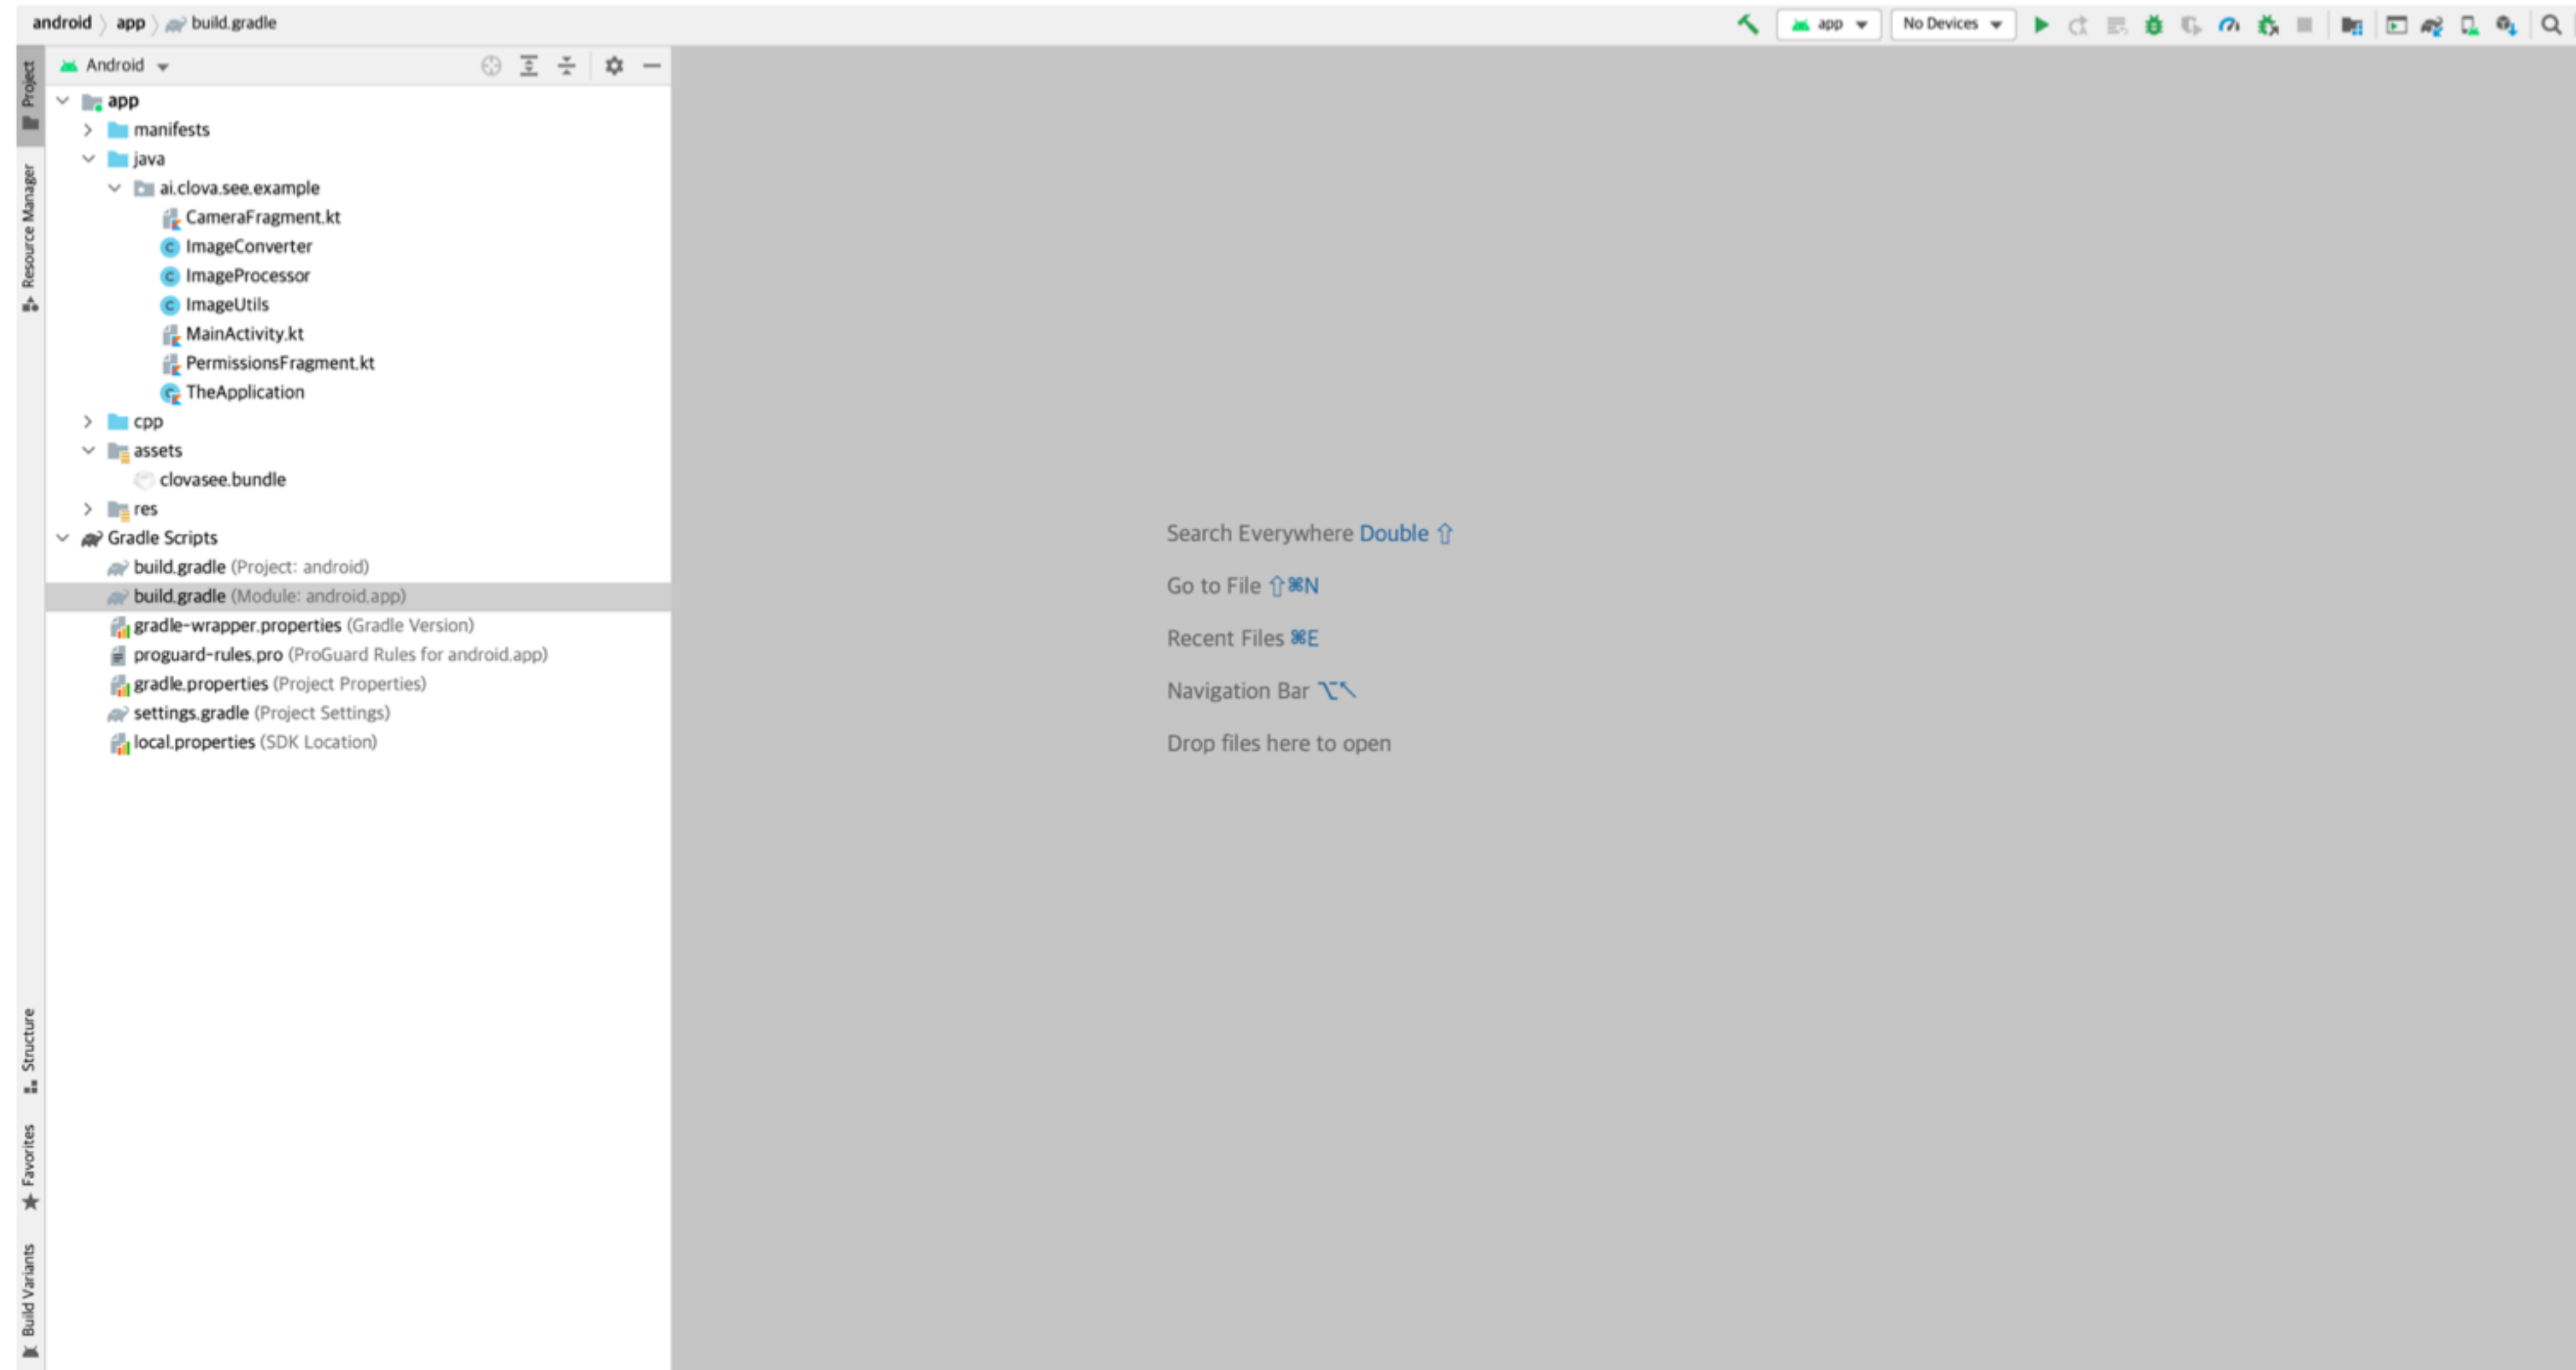 android app build.gradle
app No Devices
Project
Resource Manager
Structure
Favorites
Build Variants
Android
app
manifests
java
ai.clova.see.example
CameraFragment.kt
ImageConverter
ImageProcessor
ImageUtils
MainActivity.kt
PermissionsFragment.kt
TheApplication
cpp
assets
clovasee.bundle
res
Gradle Scripts
build.gradle (Project: android)
build.gradle (Module: android.app)
gradle-wrapper.properties (Gradle Version)
proguard-rules.pro (ProGuard Rules for android.app)
gradle.properties (Project Properties)
settings.gradle (Project Settings)
local.properties (SDK Location)
Search Everywhere Double ⇧
Go to File ⇧⌘N
Recent Files ⌘E
Navigation Bar ⌥↖
Drop files here to open